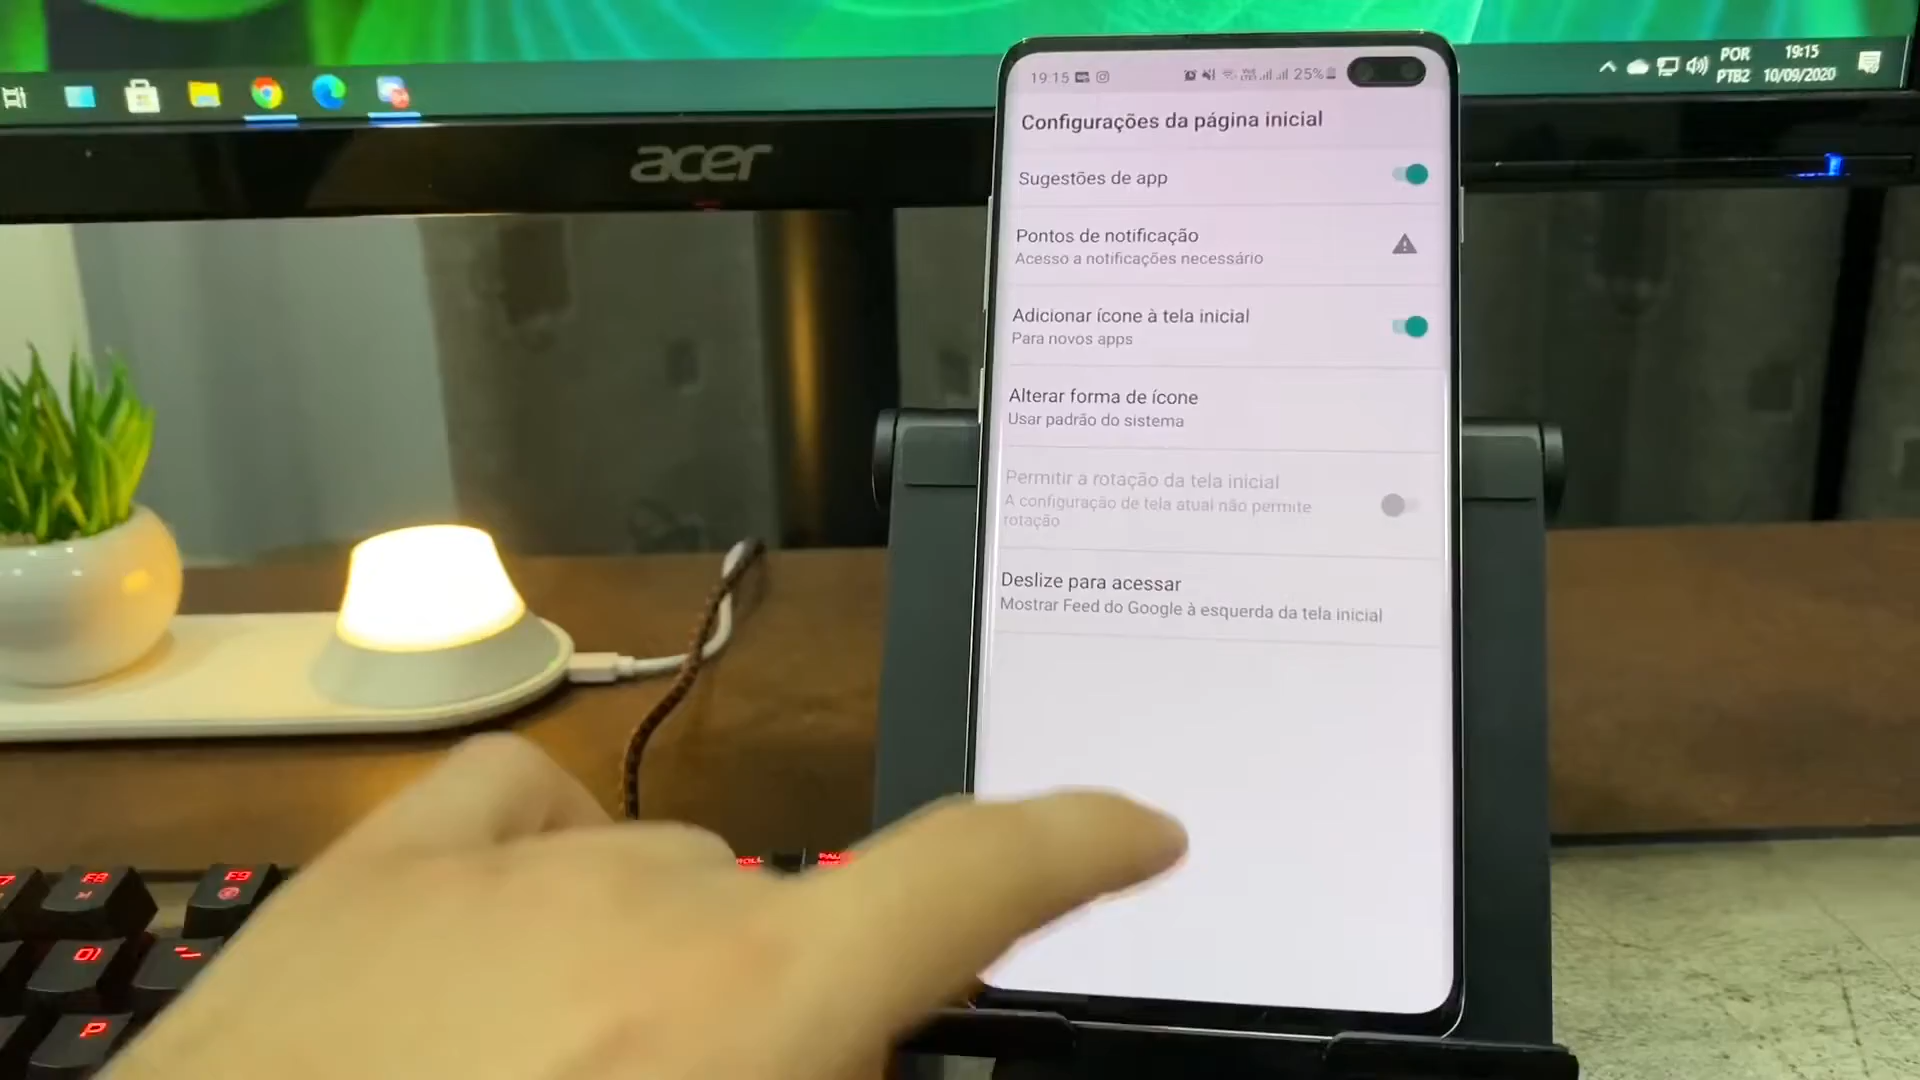 POR
PTB2
19:15
10/09/2020
acer
19:15
25%
Configurações da página inicial
Sugestões de app
Pontos de notificação
Acesso a notificações necessário
Adicionar ícone à tela inicial
Para novos apps
Alterar forma de ícone
Usar padrão do sistema
Permitir a rotação da tela inicial
A configuração de tela atual não permite
rotação
Deslize para acessar
Mostrar Feed do Google à esquerda da tela inicial
F8
F9
P